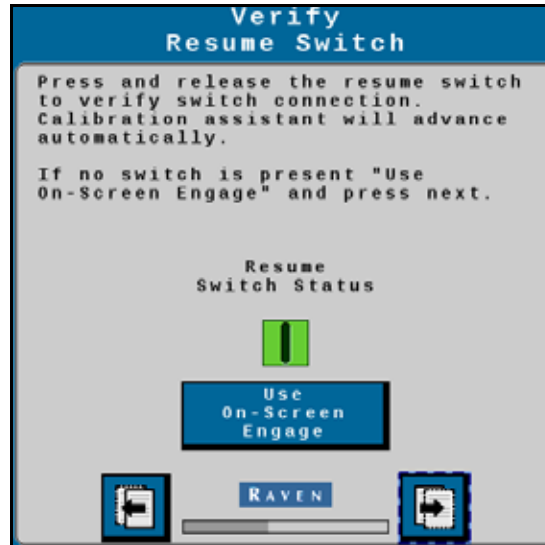 Verify
Resume Switch
Press and release the resume switch
to verify switch connection.
Calibration assistant will advance
automatically.
If no switch is present "Use
On-Screen Engage" and press next.
Resume
Switch Status
Use
On-Screen
Engage
RAVEN